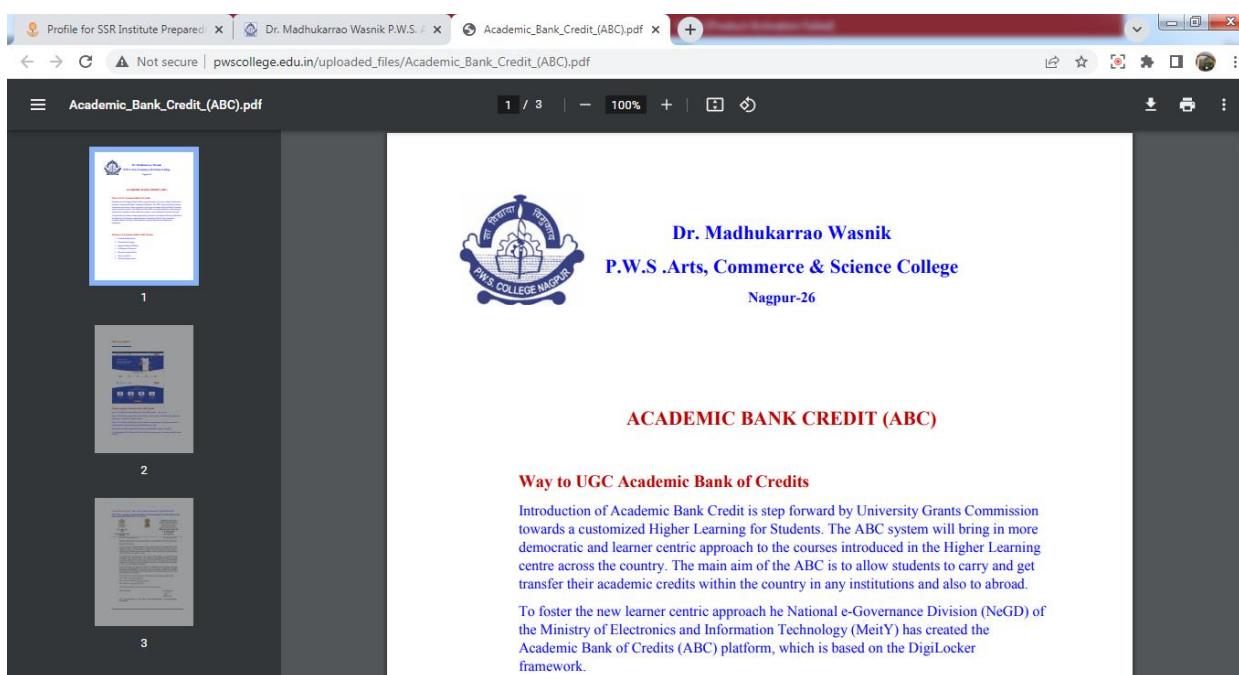 Profile for SSR Institute Prepared
Dr. Madhukarrao Wasnik P.W.S. A
Academic_Bank_Credit_(ABC).pdf
Not secure | pwscollege.edu.in/uploaded_files/Academic_Bank_Credit_(ABC).pdf
Academic_Bank_Credit_(ABC).pdf
1 / 3
100%
1
2
3
सा विद्याया विमुक्तये
P.W.S. COLLEGE NAGPUR
Dr. Madhukarrao Wasnik
P.W.S .Arts, Commerce & Science College
Nagpur-26
ACADEMIC BANK CREDIT (ABC)
Way to UGC Academic Bank of Credits
Introduction of Academic Bank Credit is step forward by University Grants Commission
towards a customized Higher Learning for Students. The ABC system will bring in more
democratic and learner centric approach to the courses introduced in the Higher Learning
centre across the country. The main aim of the ABC is to allow students to carry and get
transfer their academic credits within the country in any institutions and also to abroad.
To foster the new learner centric approach he National e-Governance Division (NeGD) of
the Ministry of Electronics and Information Technology (MeitY) has created the
Academic Bank of Credits (ABC) platform, which is based on the DigiLocker
framework.